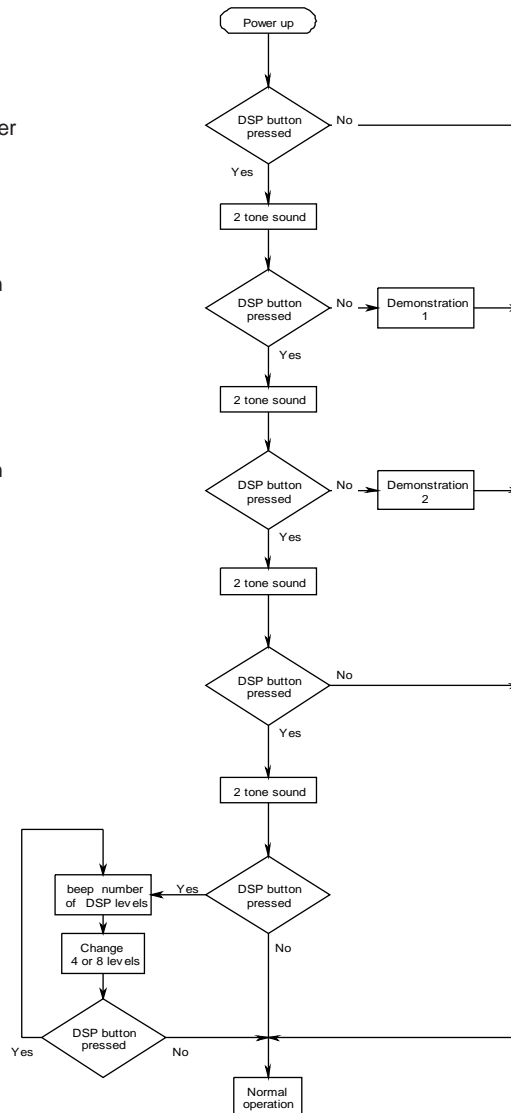 Power up
DSP button
pressed
No
er
Yes
2 tone sound
n
DSP button
pressed
No
Demonstration
1
Yes
2 tone sound
n
DSP button
pressed
No
Demonstration
2
Yes
2 tone sound
DSP button
pressed
No
Yes
2 tone sound
DSP button
pressed
Yes
beep number
of DSP levels
No
Change
4 or 8 levels
DSP button
pressed
Yes
No
Normal
operation